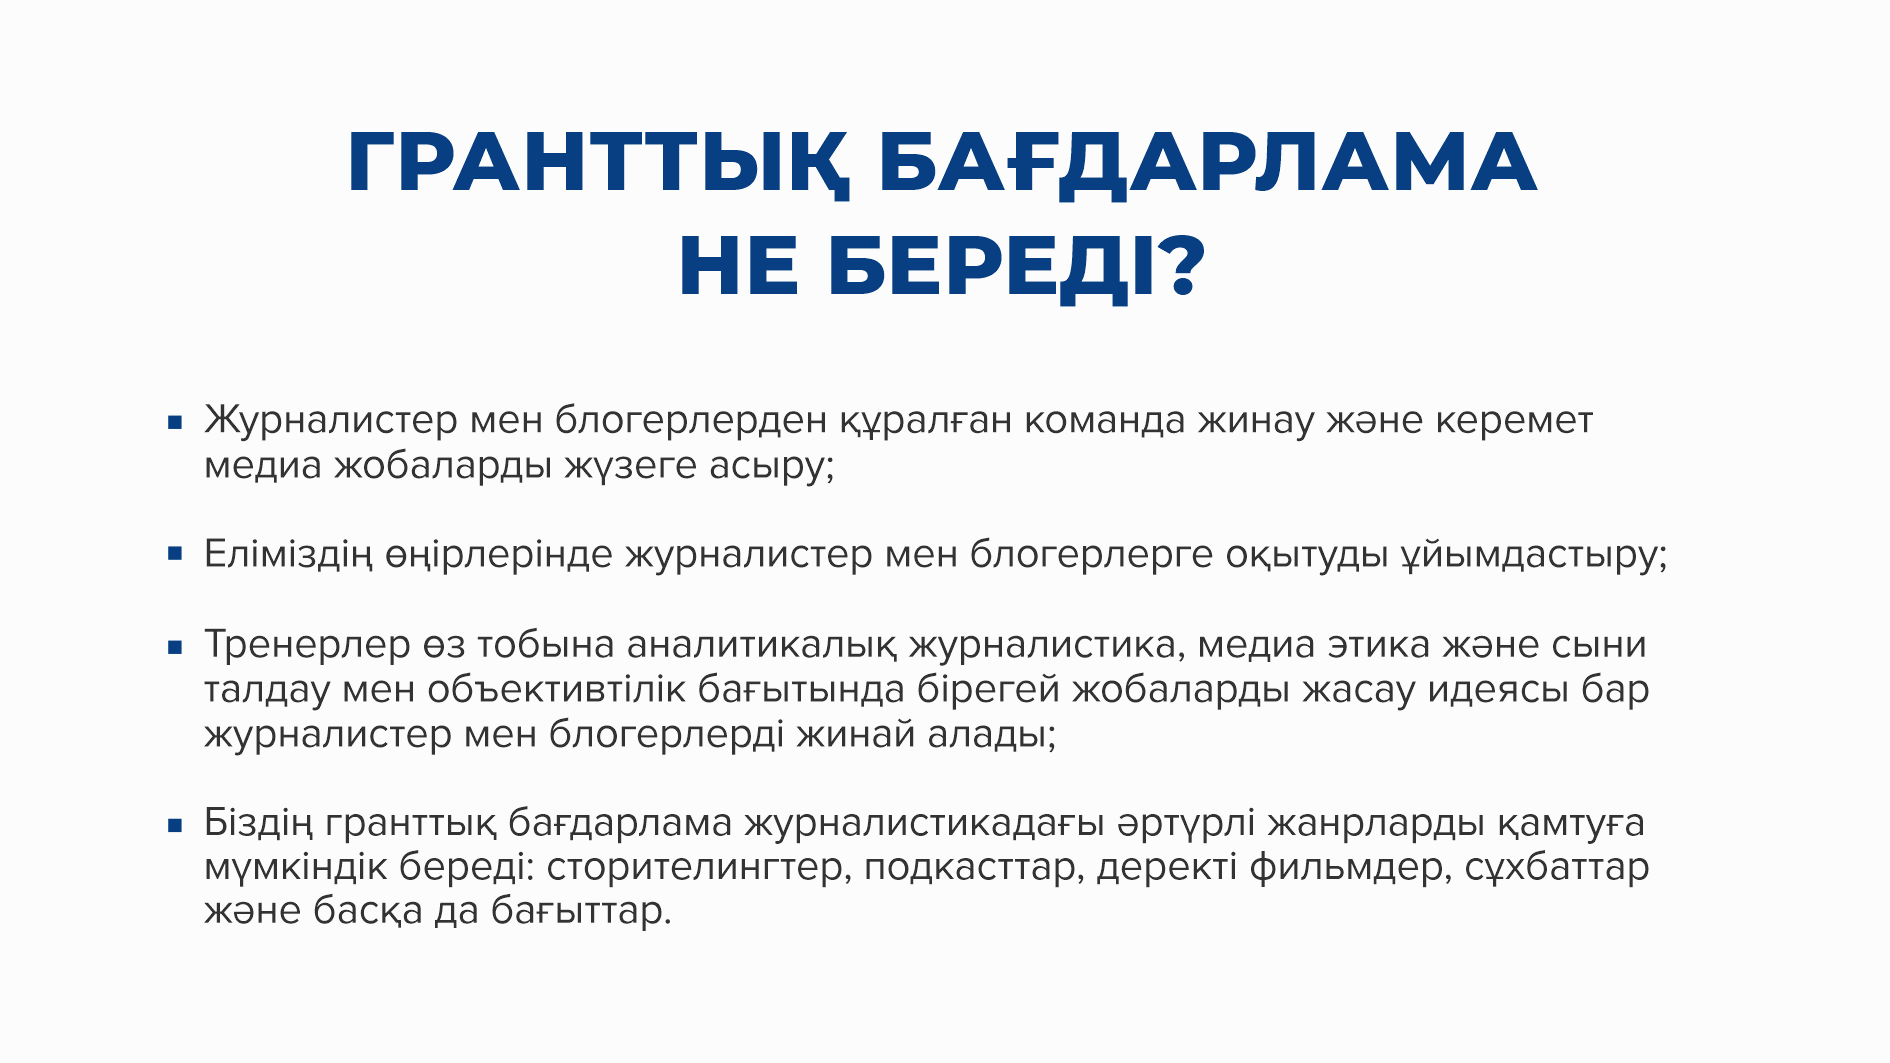 ГРАНТТЫҚ БАҒДАРЛАМА
НЕ БЕРЕДІ?
▪ Журналистер мен блогерлерден құралған команда жинау және керемет
медиа жобаларды жүзеге асыру;
▪ Еліміздің өңірлерінде журналистер мен блогерлерге оқытуды ұйымдастыру;
▪ Тренерлер өз тобына аналитикалық журналистика, медиа этика және сыни
талдау мен объективтілік бағытында бірегей жобаларды жасау идеясы бар
журналистер мен блогерлерді жинай алады;
▪ Біздің гранттық бағдарлама журналистикадағы әртүрлі жанрларды қамтуға
мүмкіндік береді: сторителингтер, подкасттар, деректі фильмдер, сұхбаттар
және басқа да бағыттар.